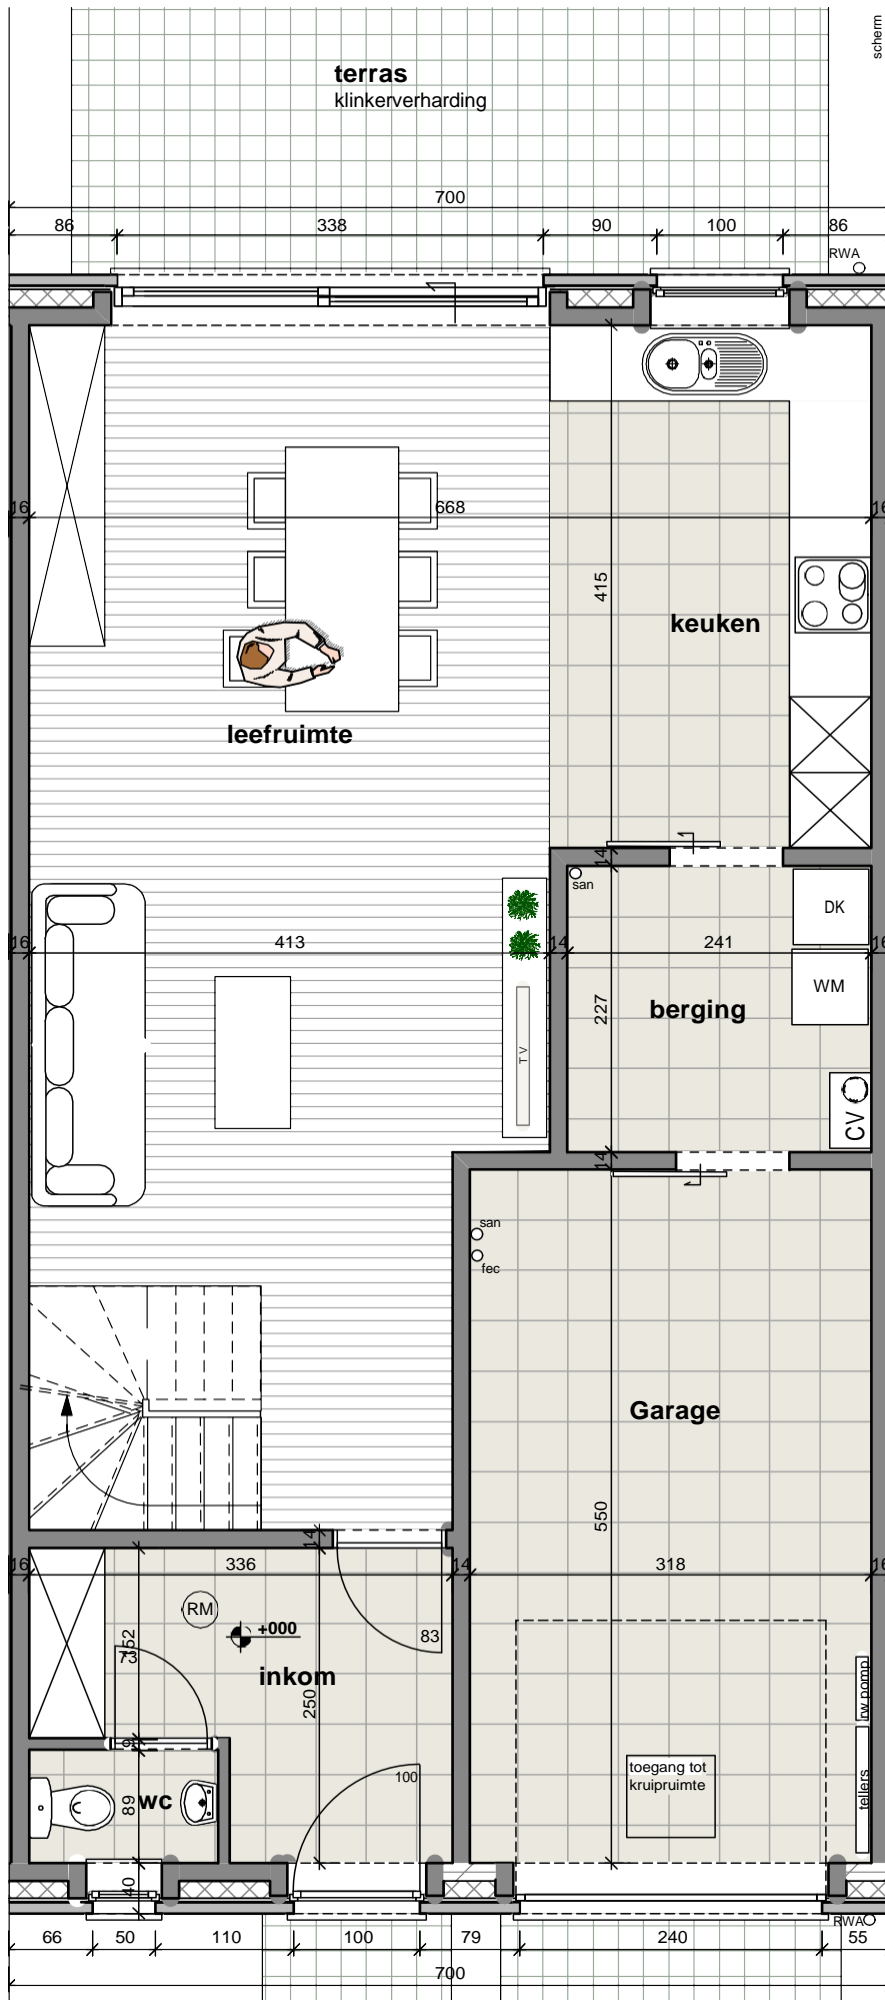 scherm
terras
klinkerverharding
700
86
338
90
100
86
RWA
16
668
16
415
keuken
leefruimte
14
san
DK
16
413
14
241
16
WM
berging
227
TV
CV
14
san
fec
Garage
550
14
16
336
14
318
16
RM
+000
83
152
73
inkom
250
rw pomp
9
toegang tot
kruipruimte
100
tellers
wc
89
40
RWA
66
50
110
100
79
240
55
700